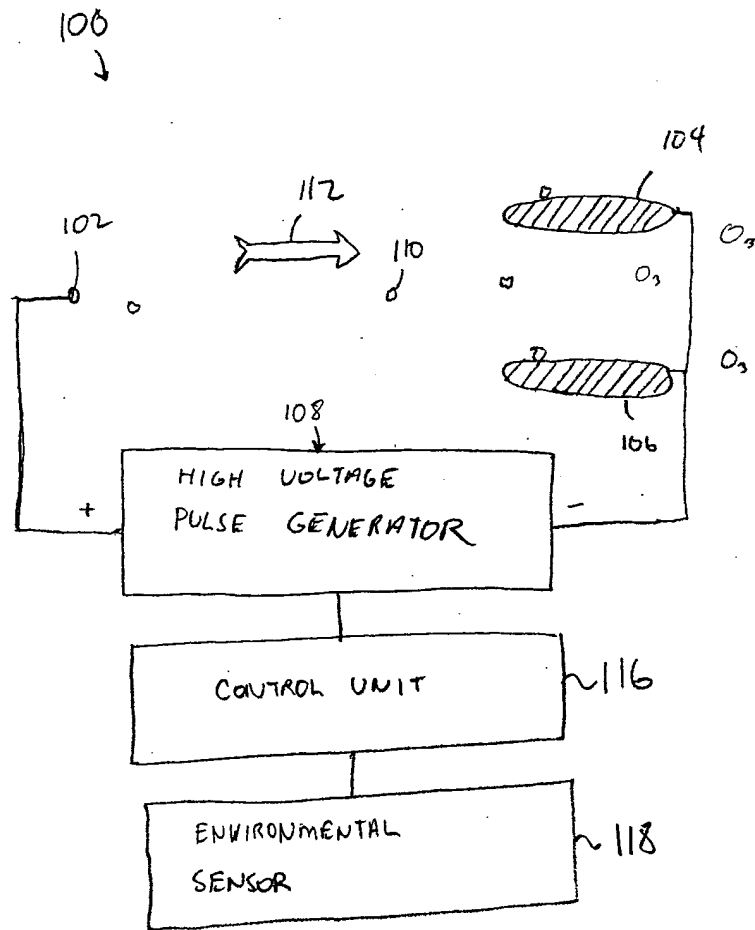 100
104
112
102
110
O3
O3
O3
106
108
HIGH VOLTAGE
+
PULSE GENERATOR
-
CONTROL UNIT
116
ENVIRONMENTAL
118
SENSOR